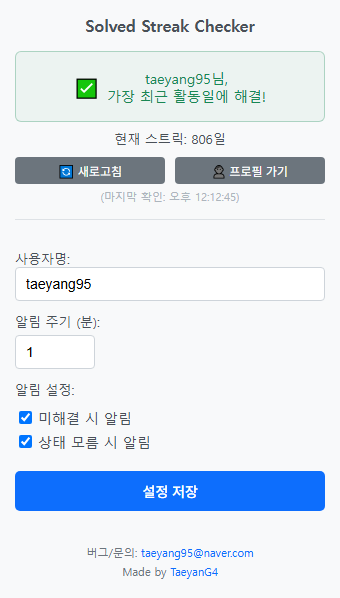 Solved Streak Checker
taeyang95님,
가장 최근 활동일에 해결!
현재 스트릭: 806일
새로고침
프로필 가기
(마지막 확인: 오후 12:12:45)
사용자명:
taeyang95
알림 주기 (분):
1
알림 설정:
미해결 시 알림
상태 모름 시 알림
설정 저장
버그/문의: taeyang95@naver.com
Made by TaeyanG4